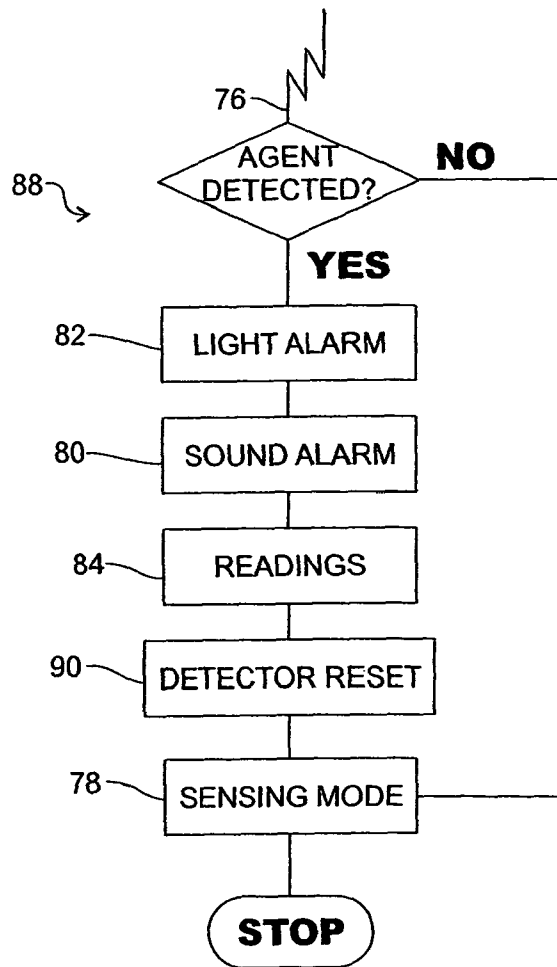 76
AGENT
DETECTED?
NO
88
YES
82
LIGHT ALARM
80
SOUND ALARM
84
READINGS
90
DETECTOR RESET
78
SENSING MODE
STOP